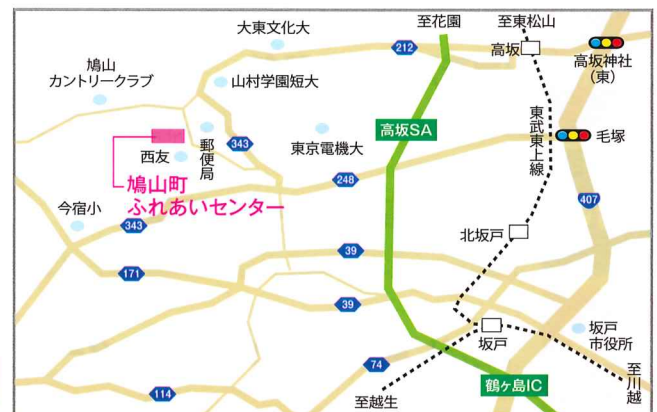 至花園
至東松山
大東文化大
212
高坂
高坂神社
(東)
鳩山
カントリークラブ
山村学園短大
高坂SA
東武東上線
毛塚
西友
郵便局
343
東京電機大
鳩山町
ふれあいセンター
248
407
今宿小
343
北坂戸
171
39
39
坂戸
坂戸
市役所
74
114
至越生
鶴ヶ島IC
至川越